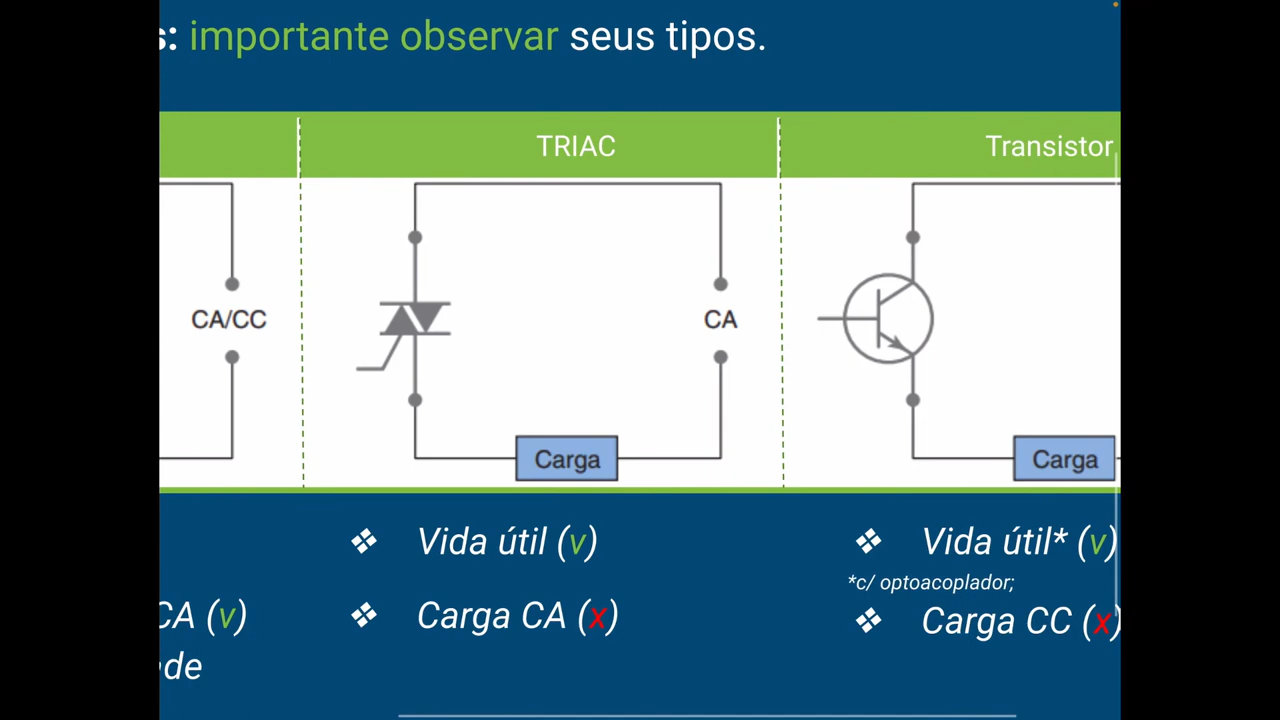 : importante observar seus tipos.
TRIAC
Transistor
CA/CC
CA
Carga
Carga
❖ Vida útil (v)
❖ Vida útil* (v)
*c/ optoacoplador;
CA (v)
❖ Carga CA (x)
❖ Carga CC (x)